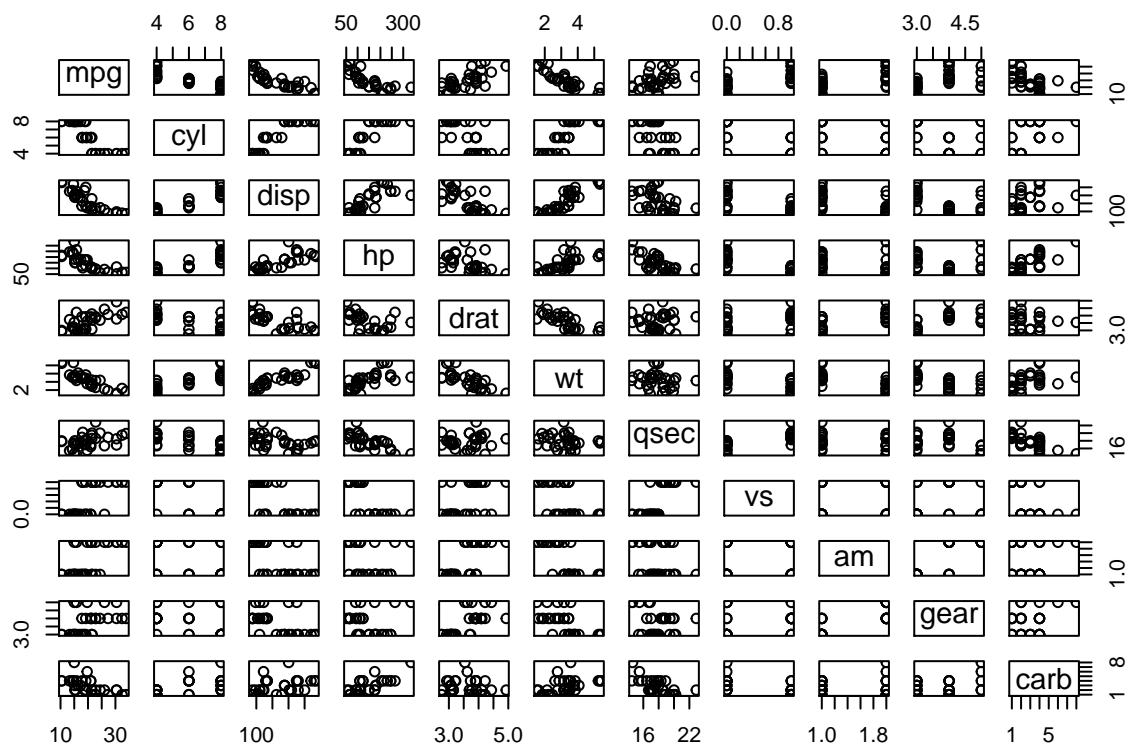 4 6 8 50 300 2 4 0.0 1.0 3.0 4.5
mpg 10
4 8 cyl
disp 100
50 hp
drat 3.0
2 wt
qsec 16
0.0 vs
am 1.0
3.0 gear
carb 1 8
10 30 100 3.0 5.0 16 22 1.0 1.8 1 5